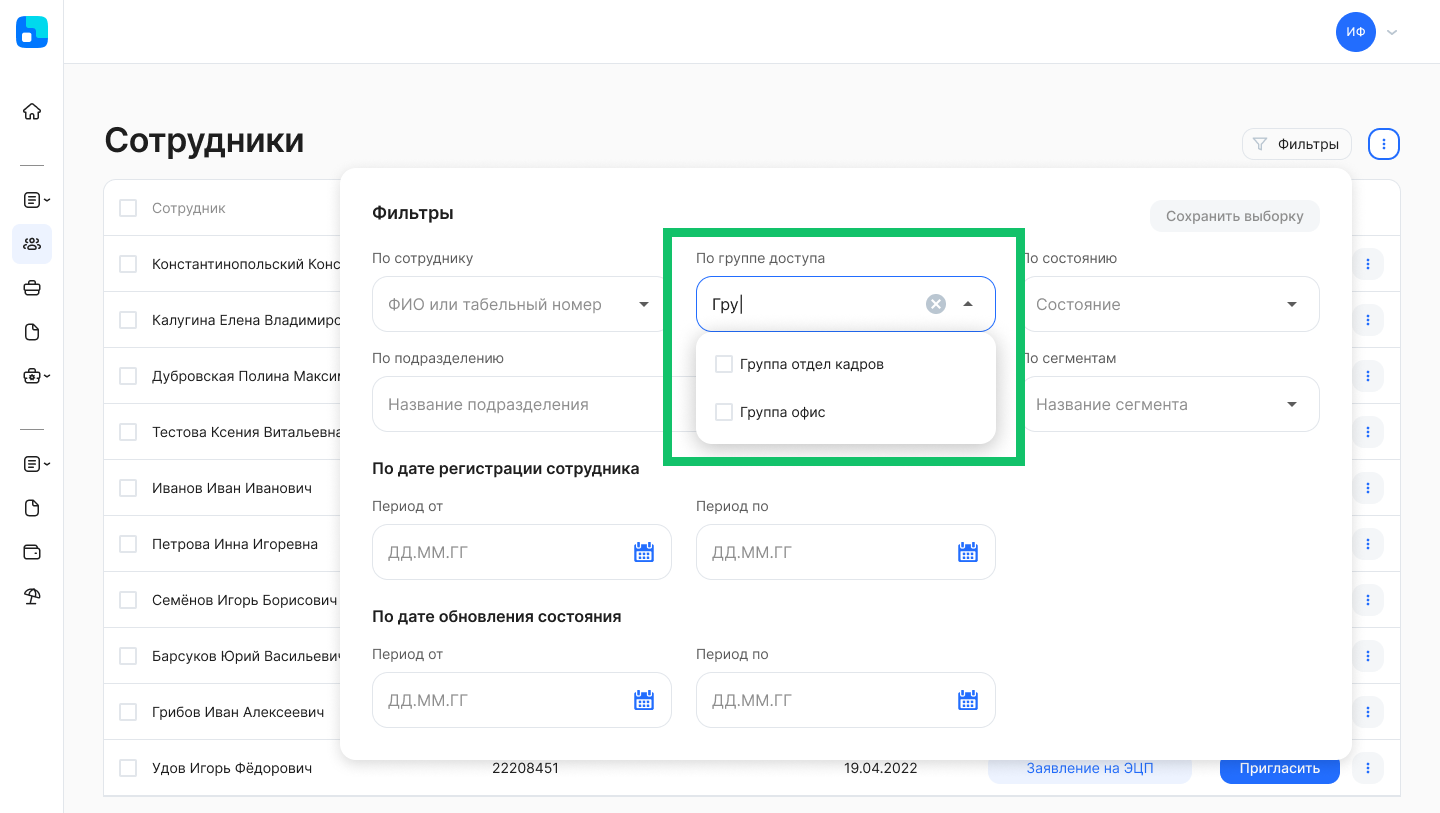 ИФ
Сотрудники
Фильтры
Сотрудник
Константинопольский Конс
Калугина Елена Владимиро
Дубровская Полина Максим
Тестова Ксения Витальевна
Иванов Иван Иванович
Петрова Инна Игоревна
Семёнов Игорь Борисович
Барсуков Юрий Васильевич
Грибов Иван Алексеевич
Удов Игорь Фёдорович 22208451 19.04.2022 Заявление на ЭЦП Пригласить
Фильтры
Сохранить выборку
По сотруднику По группе доступа По состоянию
ФИО или табельный номер Гру Состояние
По подразделению Группа отдел кадров По сегментам
Название подразделения Группа офис Название сегмента
По дате регистрации сотрудника
Период от Период по
ДД.ММ.ГГ ДД.ММ.ГГ
По дате обновления состояния
Период от Период по
ДД.ММ.ГГ ДД.ММ.ГГ